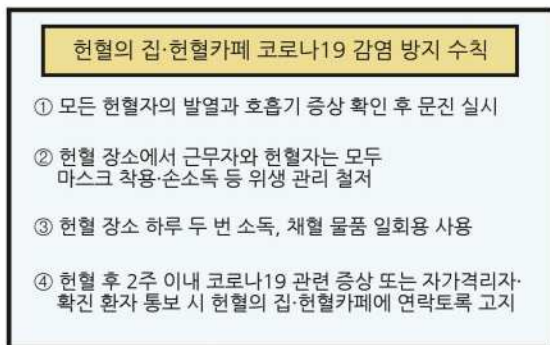 헌혈의 집·헌혈카페 코로나19 감염 방지 수칙
① 모든 헌혈자의 발열과 호흡기 증상 확인 후 문진 실시
② 헌혈 장소에서 근무자와 헌혈자는 모두
마스크 착용·손소독 등 위생 관리 철저
③ 헌혈 장소 하루 두 번 소독, 채혈 물품 일회용 사용
④ 헌혈 후 2주 이내 코로나19 관련 증상 또는 자가격리자·
확진 환자 통보 시 헌혈의 집·헌혈카페에 연락토록 고지